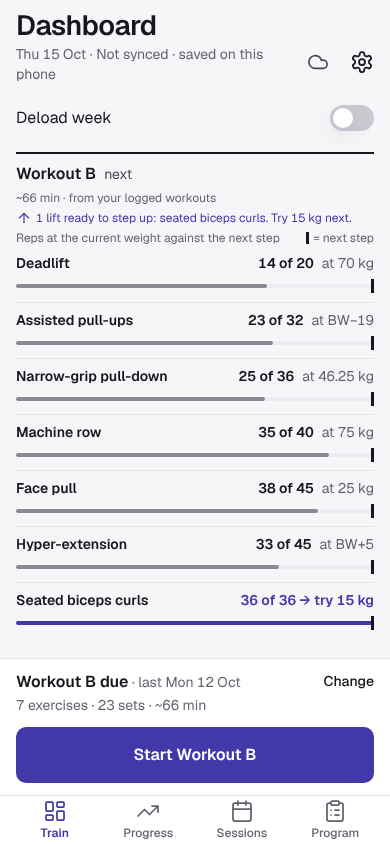 Dashboard
Thu 15 Oct · Not synced · saved on this
phone
Deload week
Workout B next
~66 min · from your logged workouts
↑ 1 lift ready to step up: seated biceps curls. Try 15 kg next.
Reps at the current weight against the next step = next step
Deadlift 14 of 20 at 70 kg
Assisted pull-ups 23 of 32 at BW−19
Narrow-grip pull-down 25 of 36 at 46.25 kg
Machine row 35 of 40 at 75 kg
Face pull 38 of 45 at 25 kg
Hyper-extension 33 of 45 at BW+5
Seated biceps curls 36 of 36 → try 15 kg
Workout B due · last Mon 12 Oct Change
7 exercises · 23 sets · ~66 min
Start Workout B
Train Progress Sessions Program